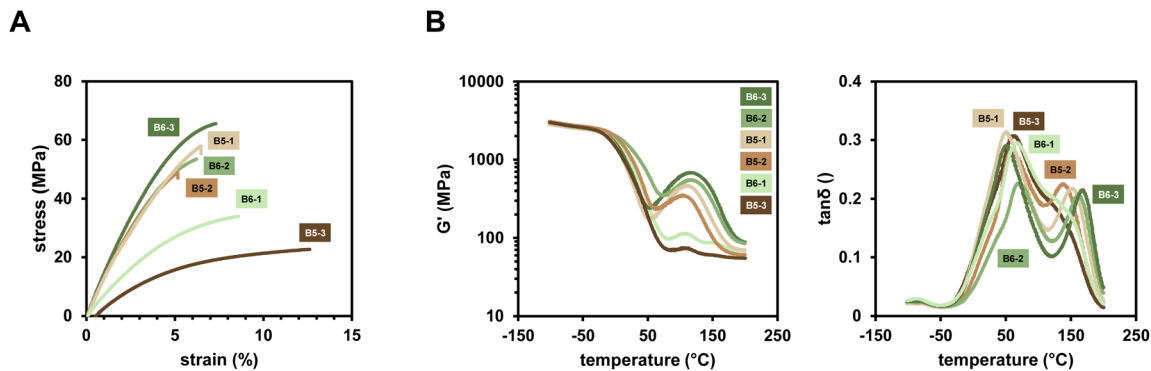 A
B
stress (MPa)
80
60
40
20
0
0
5
10
15
strain (%)
B6-3
B5-1
B6-2
B5-2
B6-1
B5-3
G' (MPa)
10000
1000
100
10
-150
-50
50
150
250
temperature (°C)
B6-3
B6-2
B5-1
B5-2
B6-1
B5-3
tanδ ()
0.4
0.3
0.2
0.1
0
-150
-50
50
150
250
temperature (°C)
B5-1
B5-3
B6-1
B5-2
B6-3
B6-2